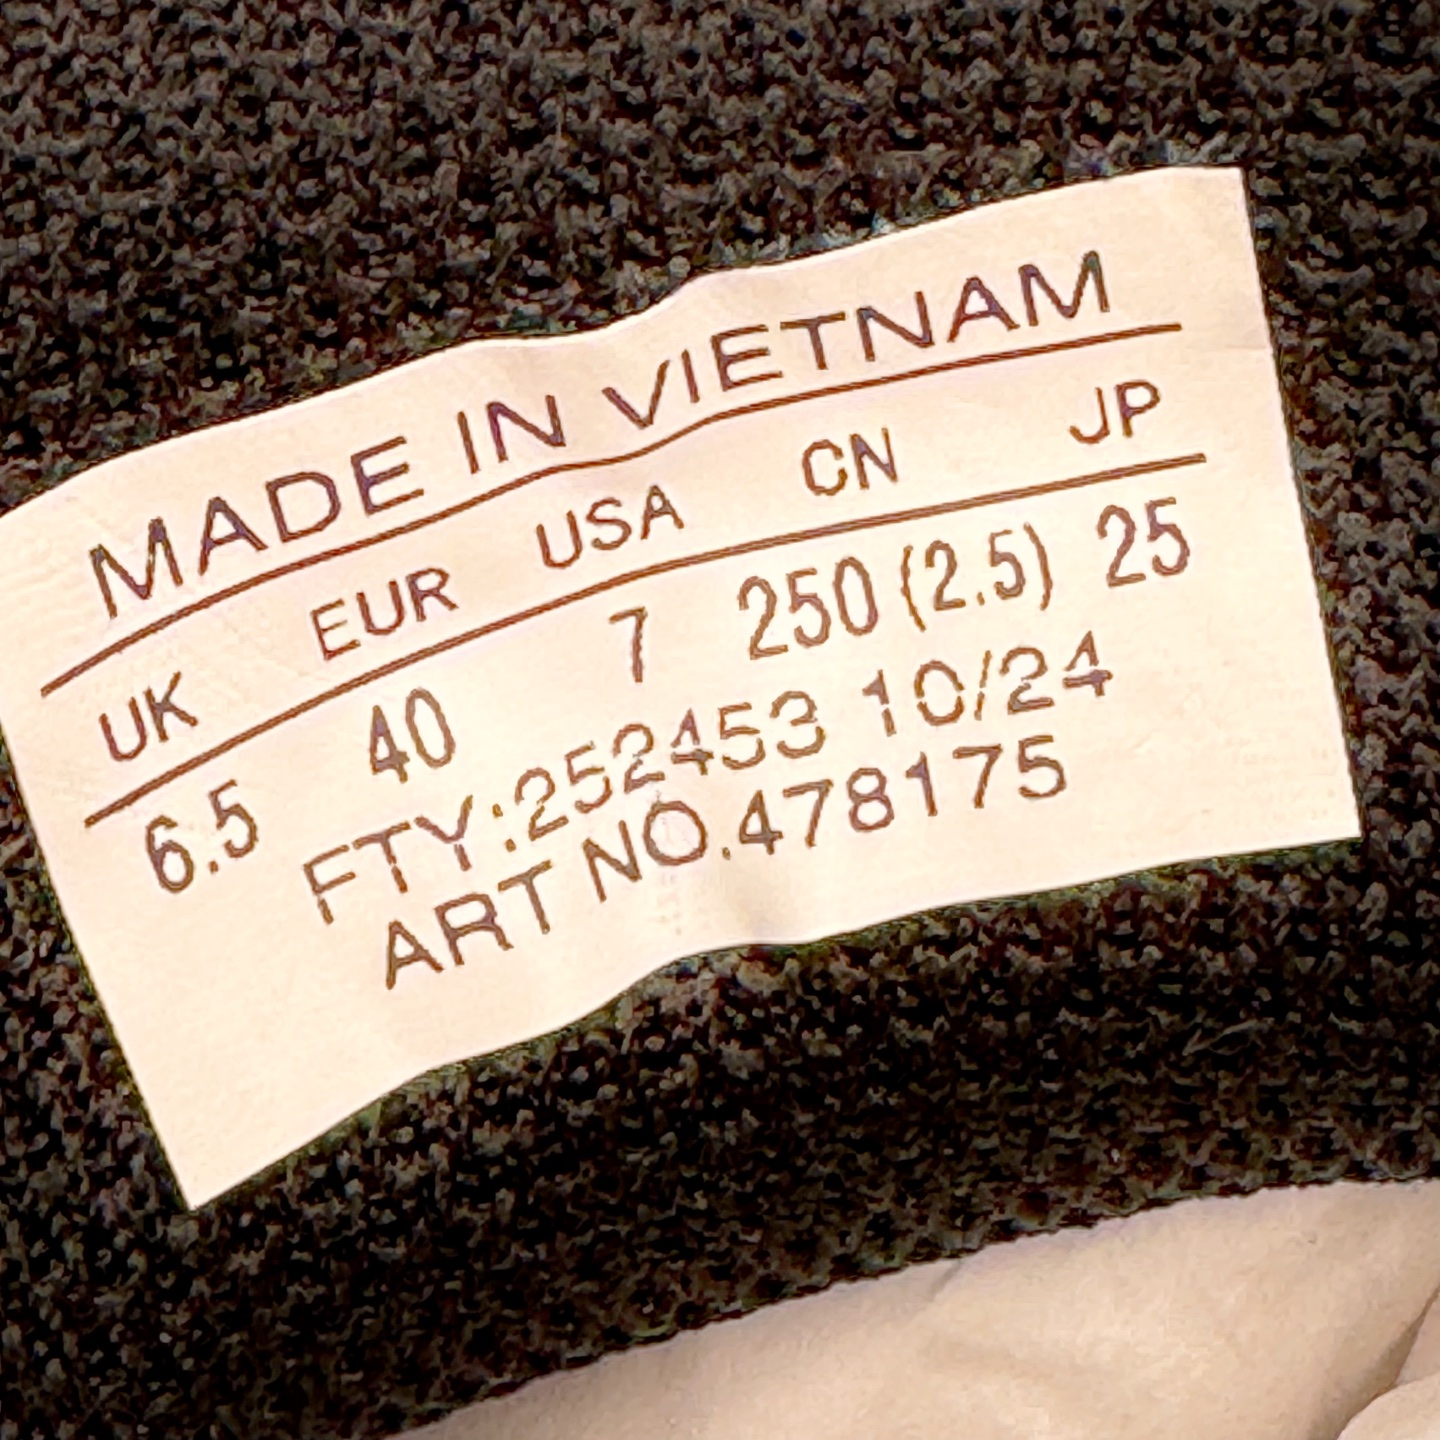 MADE IN VIETNAM
UK EUR USA CN JP
6.5 40 7 250 (2.5) 25
FTY:252453 10/24
ART NO.478175